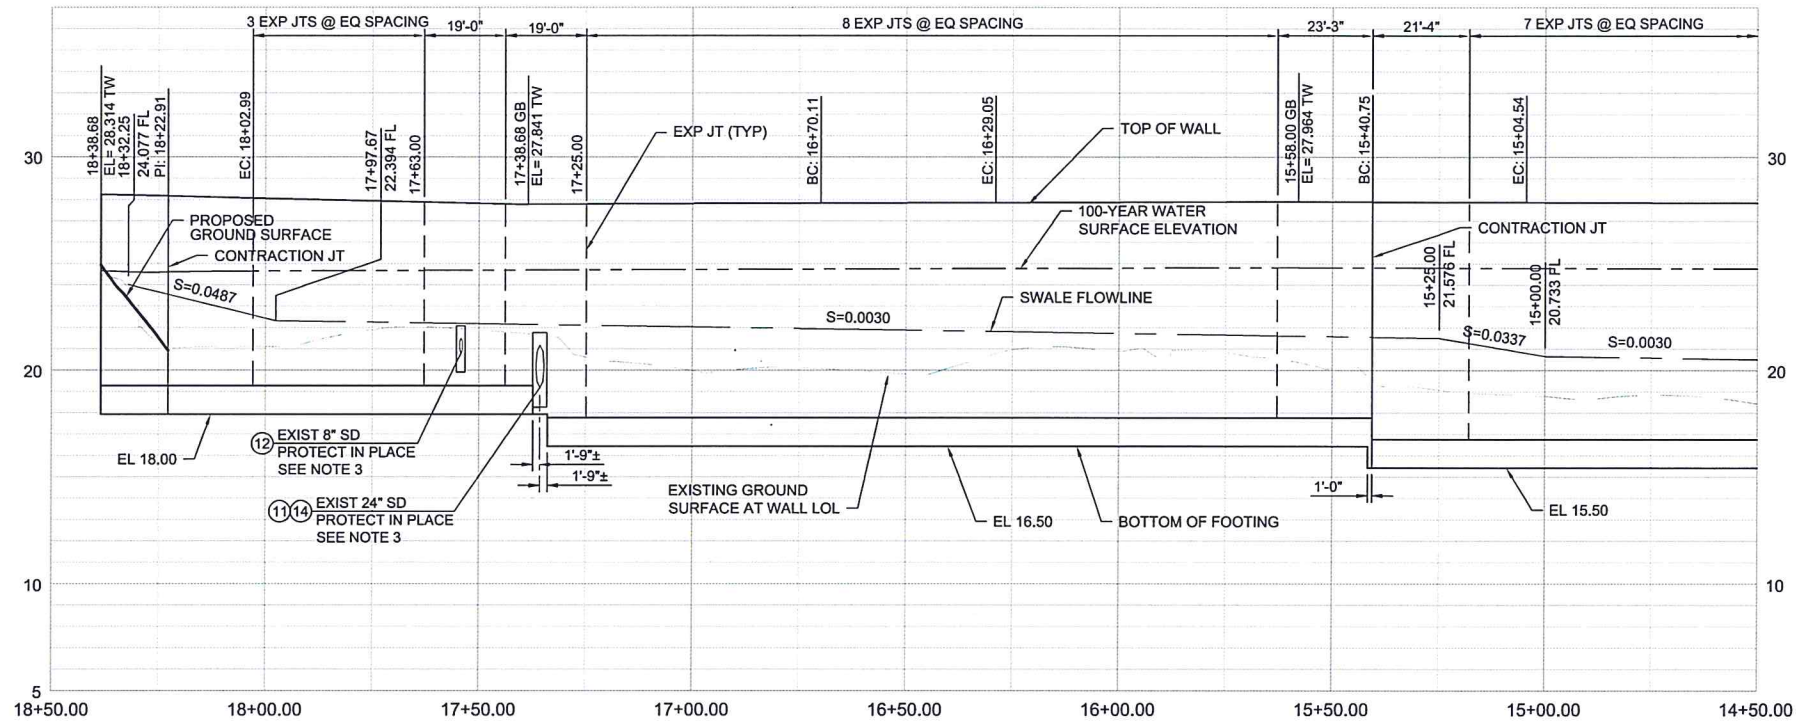 3 EXP JTS @ EQ SPACING
19'-0"
19'-0"
8 EXP JTS @ EQ SPACING
23'-3"
21'-4"
7 EXP JTS @ EQ SPACING
18+38.68
EL= 28.314 TW
18+32.25
24.077 FL
PI: 18+22.91
EC: 18+02.99
17+97.67
22.394 FL
17+63.00
17+38.68 GB
EL= 27.841 TW
17+25.00
EXP JT (TYP)
BC: 16+70.11
EC: 16+29.05
TOP OF WALL
15+58.00 GB
EL= 27.964 TW
BC: 15+40.75
EC: 15+04.54
30
30
PROPOSED
GROUND SURFACE
CONTRACTION JT
100-YEAR WATER
SURFACE ELEVATION
CONTRACTION JT
15+25.00
21.576 FL
15+00.00
20.733 FL
S=0.0487
SWALE FLOWLINE
S=0.0030
S=0.0337
S=0.0030
20
20
12 EXIST 8" SD
PROTECT IN PLACE
SEE NOTE 3
EL 18.00
1'-9"±
1'-9"±
11 14 EXIST 24" SD
PROTECT IN PLACE
SEE NOTE 3
EXISTING GROUND
SURFACE AT WALL LOL
EL 16.50
BOTTOM OF FOOTING
1'-0"
EL 15.50
10
10
5
18+50.00
18+00.00
17+50.00
17+00.00
16+50.00
16+00.00
15+50.00
15+00.00
14+50.00